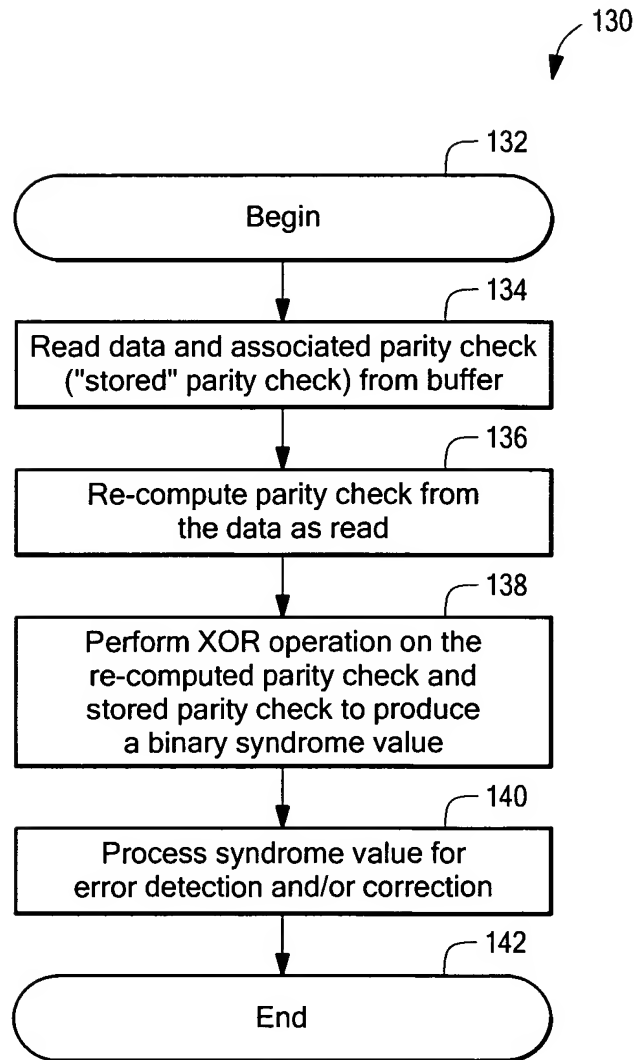 130
132
Begin
134
Read data and associated parity check
("stored" parity check) from buffer
136
Re-compute parity check from
the data as read
138
Perform XOR operation on the
re-computed parity check and
stored parity check to produce
a binary syndrome value
140
Process syndrome value for
error detection and/or correction
142
End